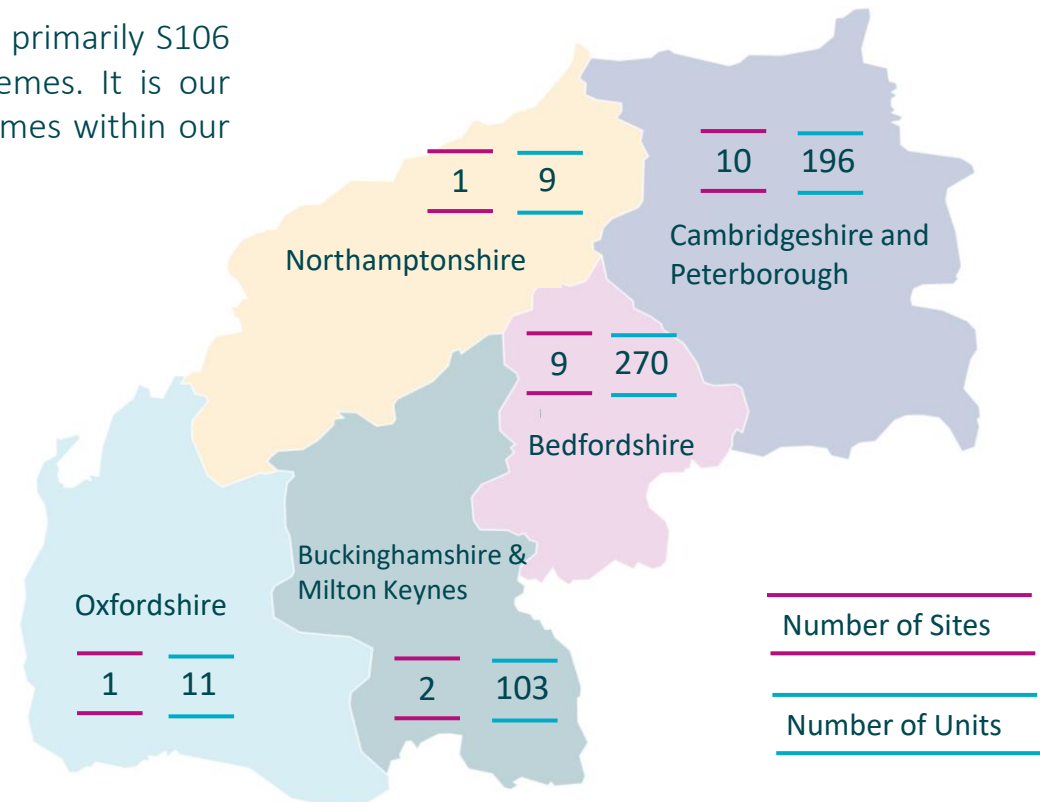 primarily S106
emes. It is our
mes within our
1 9
Northamptonshire
10 196
Cambridgeshire and
Peterborough
9 270
Bedfordshire
Buckinghamshire &
Milton Keynes
2 103
Oxfordshire
1 11
Number of Sites
Number of Units